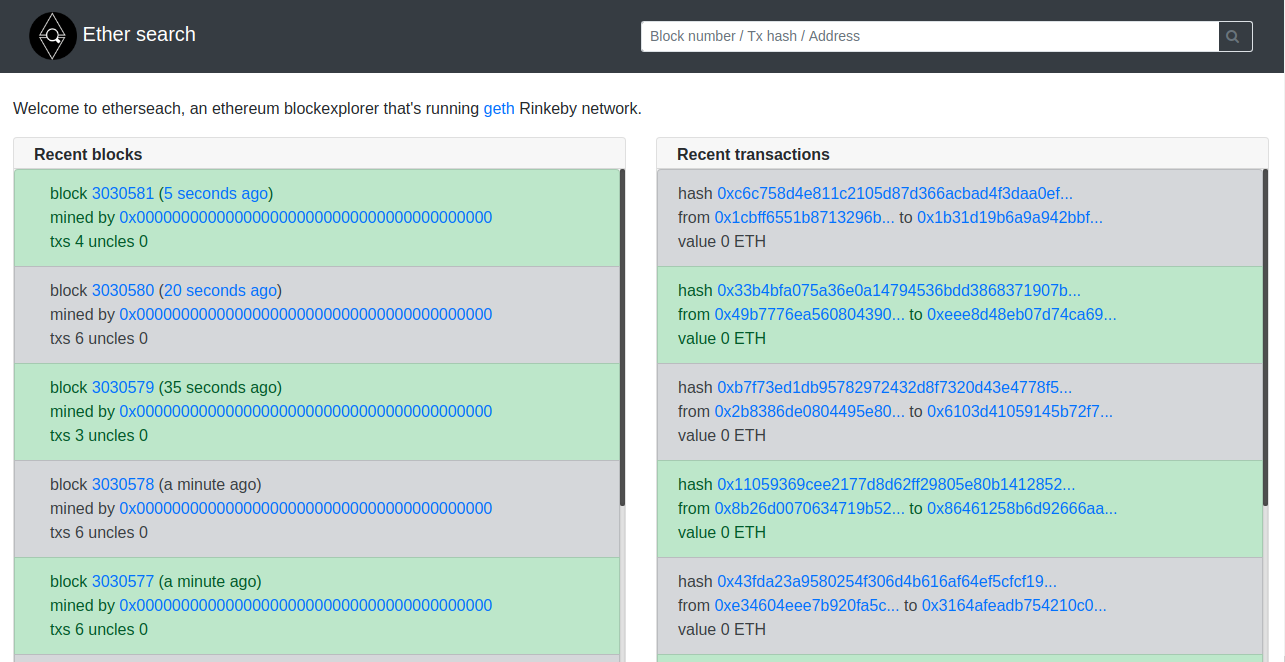 Ether search
Block number / Tx hash / Address
Welcome to etherseach, an ethereum blockexplorer that's running geth Rinkeby network.
Recent blocks
block 3030581 (5 seconds ago)
mined by 0x0000000000000000000000000000000000000000
txs 4 uncles 0
block 3030580 (20 seconds ago)
mined by 0x0000000000000000000000000000000000000000
txs 6 uncles 0
block 3030579 (35 seconds ago)
mined by 0x0000000000000000000000000000000000000000
txs 3 uncles 0
block 3030578 (a minute ago)
mined by 0x0000000000000000000000000000000000000000
txs 6 uncles 0
block 3030577 (a minute ago)
mined by 0x0000000000000000000000000000000000000000
txs 6 uncles 0
Recent transactions
hash 0xc6c758d4e811c2105d87d366acbad4f3daa0ef...
from 0x1cbff6551b8713296b... to 0x1b31d19b6a9a942bbf...
value 0 ETH
hash 0x33b4bfa075a36e0a14794536bdd3868371907b...
from 0x49b7776ea560804390... to 0xeee8d48eb07d74ca69...
value 0 ETH
hash 0xb7f73ed1db95782972432d8f7320d43e4778f5...
from 0x2b8386de0804495e80... to 0x6103d41059145b72f7...
value 0 ETH
hash 0x11059369cee2177d8d62ff29805e80b1412852...
from 0x8b26d0070634719b52... to 0x86461258b6d92666aa...
value 0 ETH
hash 0x43fda23a9580254f306d4b616af64ef5cfcf19...
from 0xe34604eee7b920fa5c... to 0x3164afeadb754210c0...
value 0 ETH